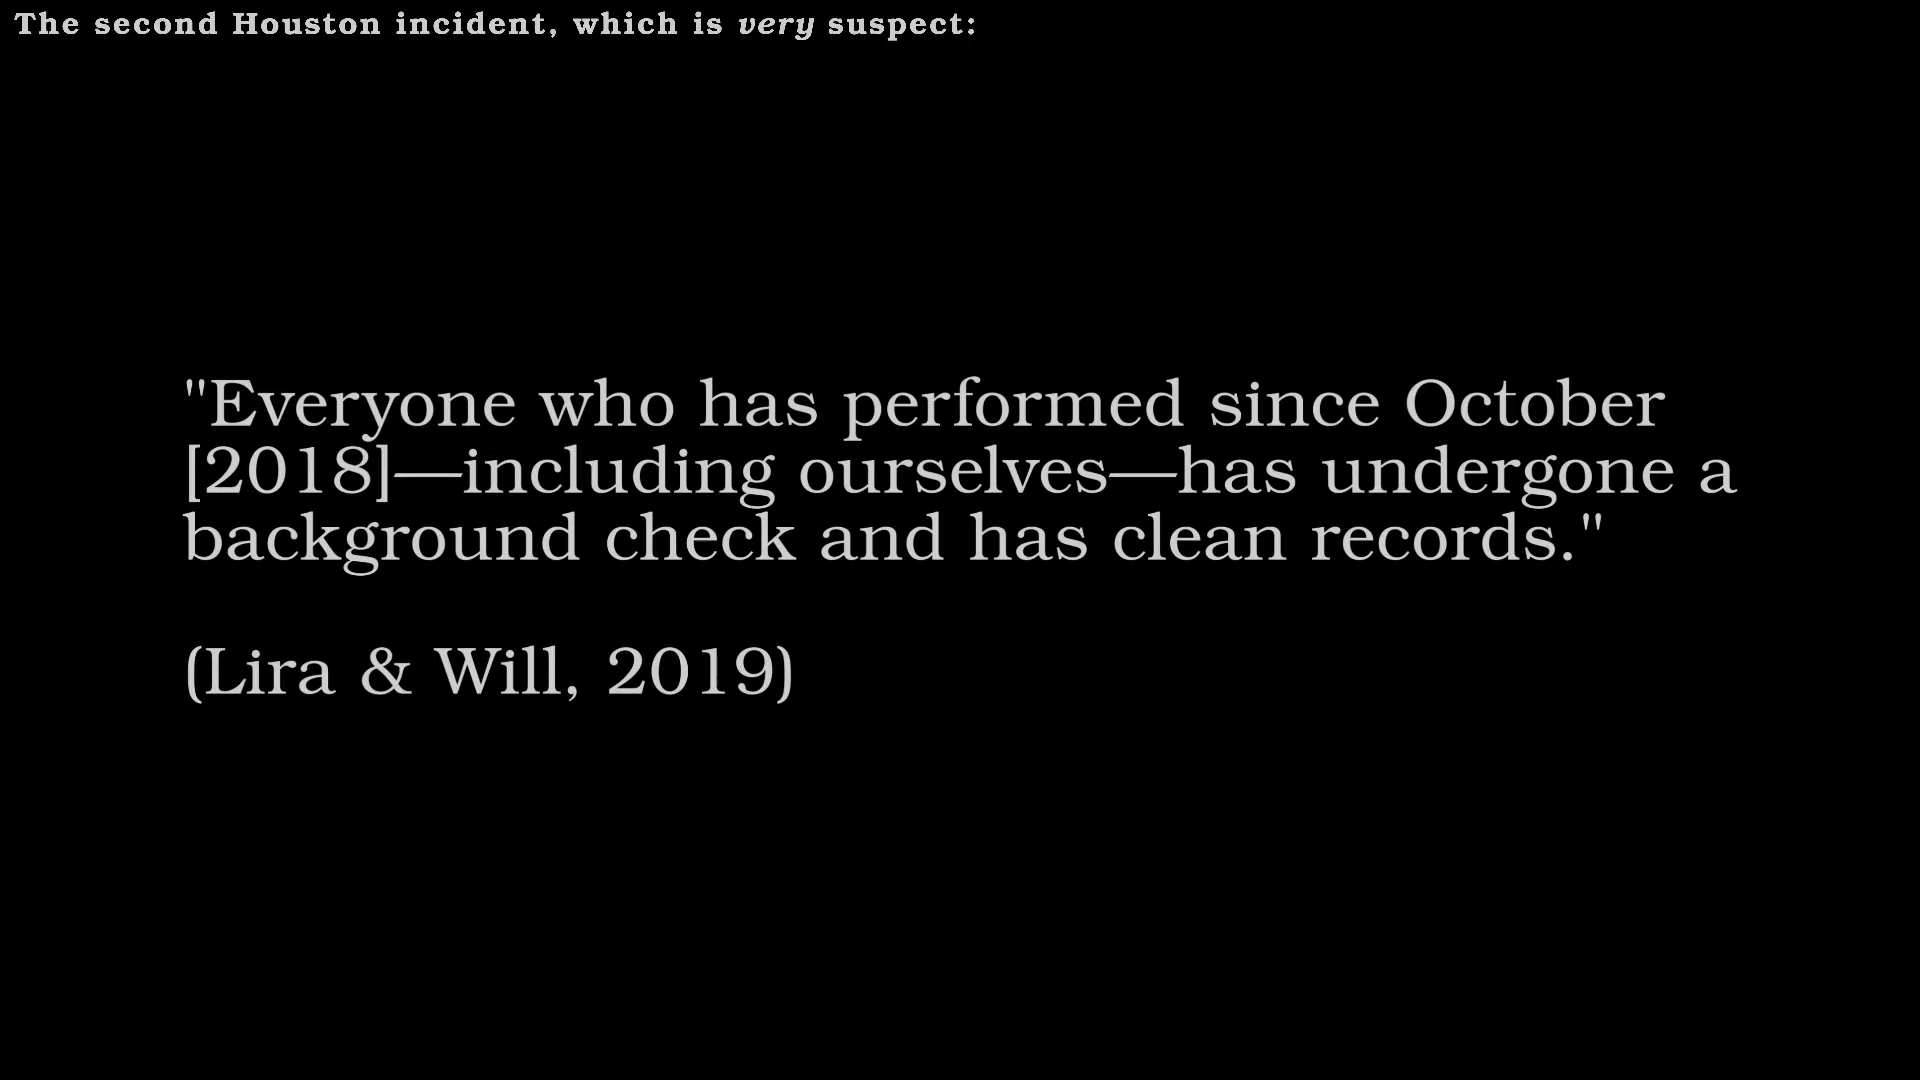 The second Houston incident, which is very suspect:
"Everyone who has performed since October
[2018]—including ourselves—has undergone a
background check and has clean records."
(Lira & Will, 2019)